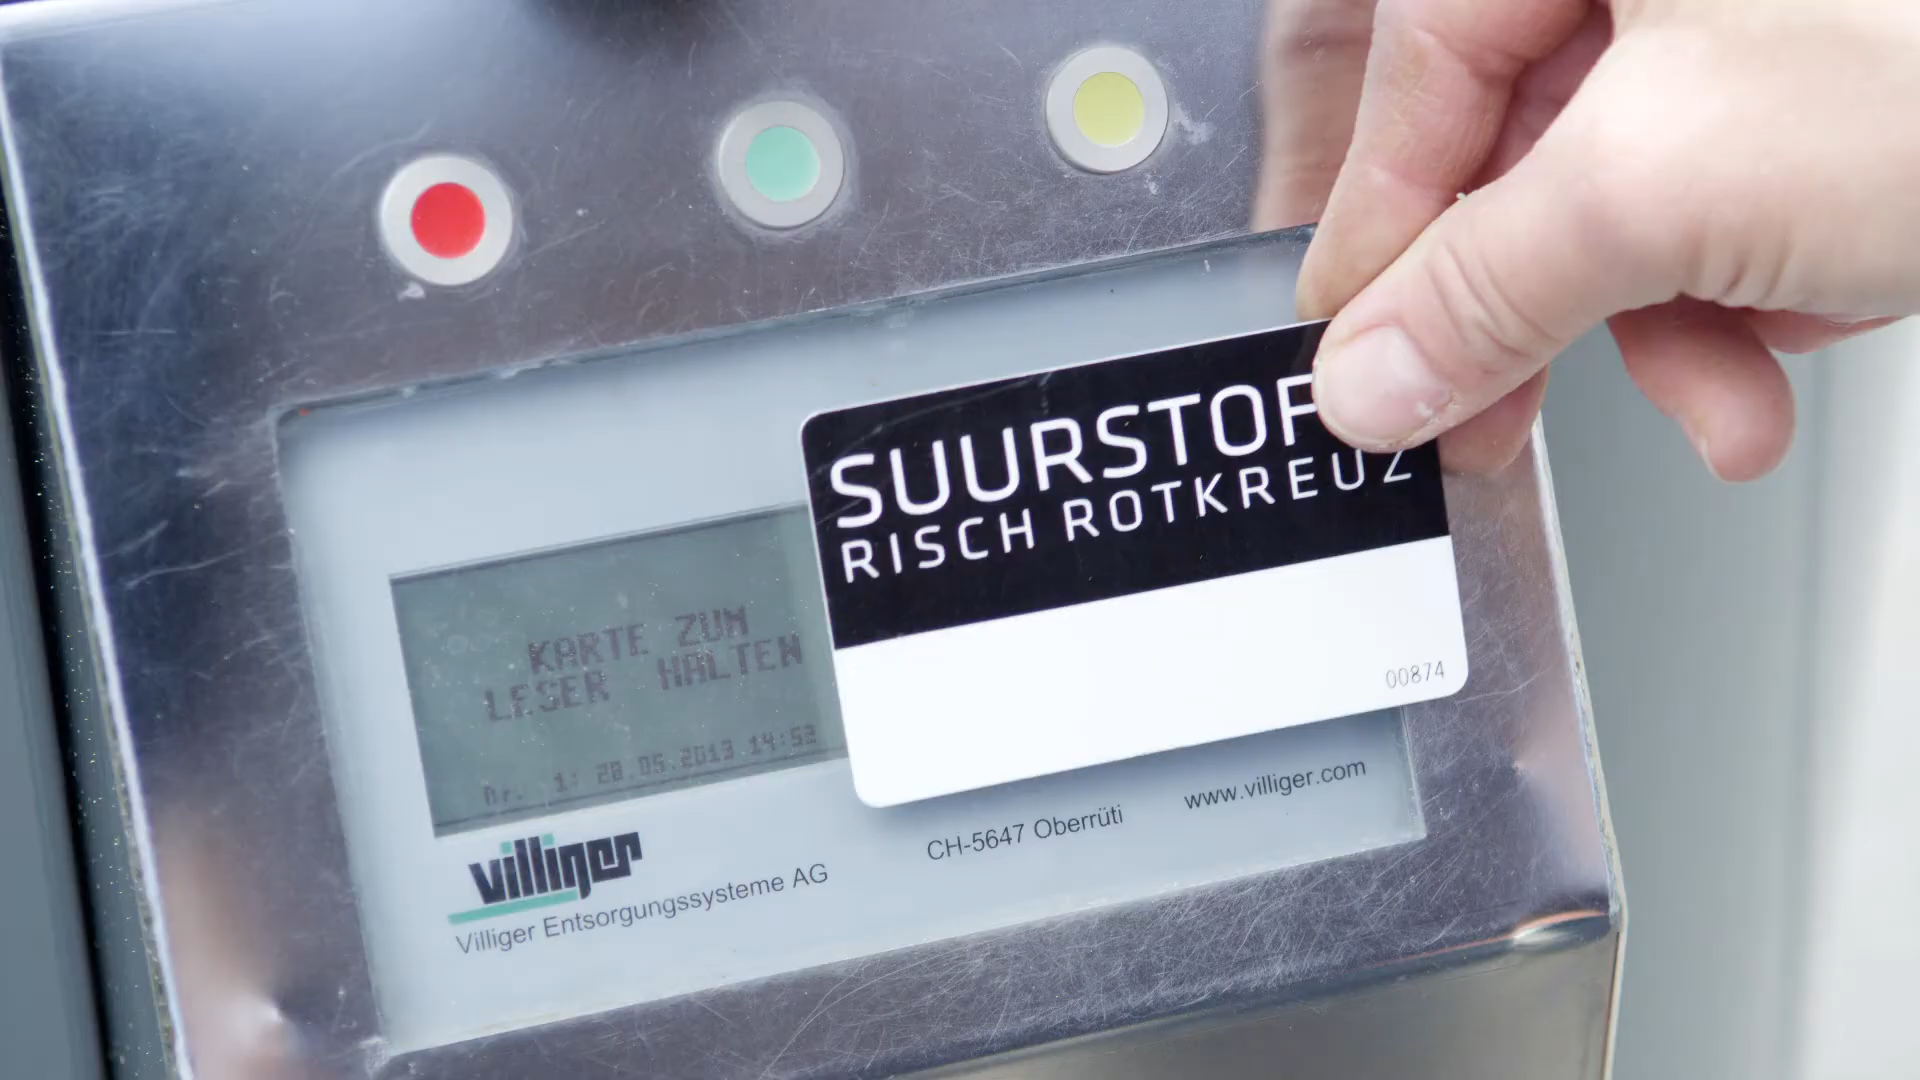 SUURSTOF
RISCH ROTKREUZ
00874
KARTE ZUM
LESER HALTEN
Nr. 1: 28.05.2013 14:52
villiger
Villiger Entsorgungssysteme AG
CH-5647 Oberrüti
www.villiger.com